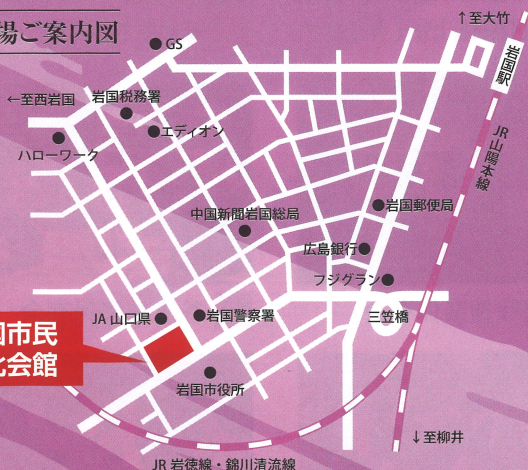 場ご案内図
↑至大竹
GS
岩国駅
←至西岩国
岩国税務署
エディオン
JR山陽本線
ハローワーク
岩国郵便局
中国新聞岩国総局
広島銀行
フジグラン
JA山口県
岩国警察署
三笠橋
国市民
化会館
岩国市役所
↓至柳井
JR 岩徳線・錦川清流線